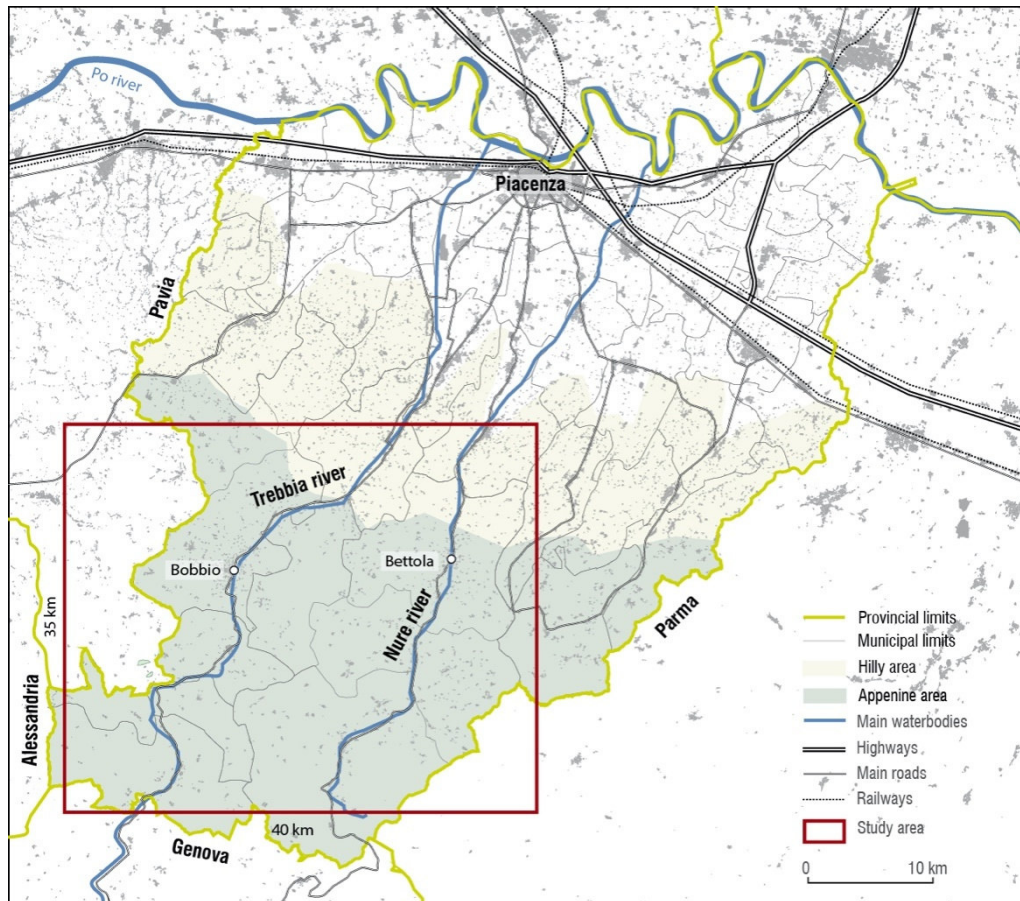 Po river
Piacenza
Pavia
Trebbia river
Bobbio
Bettola
Nure river
35 km
Parma
Alessandria
40 km
Genova
Provincial limits
Municipal limits
Hilly area
Appenine area
Main waterbodies
Highways
Main roads
Railways
Study area
0 10 km